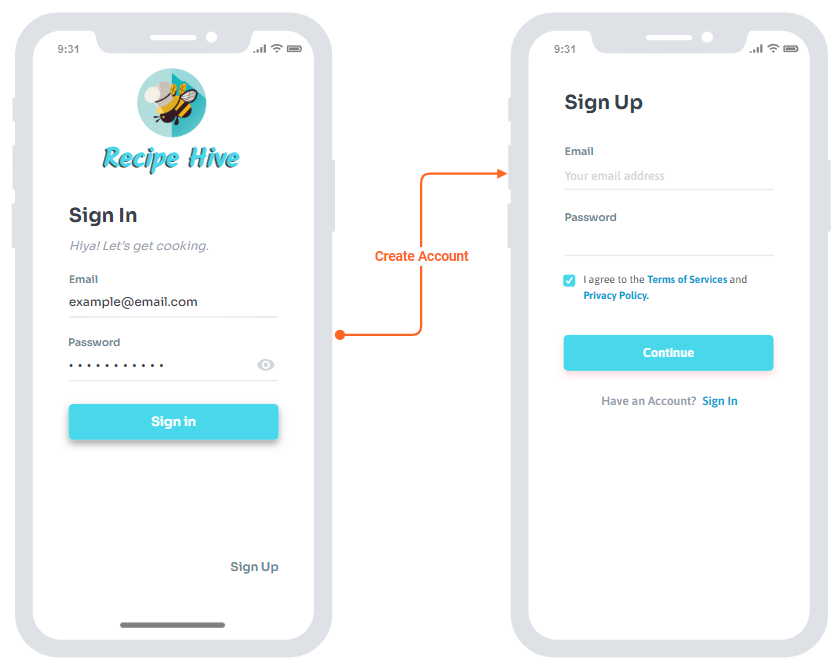 9:31
Recipe Hive
Sign In
Hiya! Let's get cooking.
Email
example@email.com
Password
Sign in
Sign Up
Create Account
9:31
Sign Up
Email
Your email address
Password
I agree to the Terms of Services and
Privacy Policy.
Continue
Have an Account? Sign In